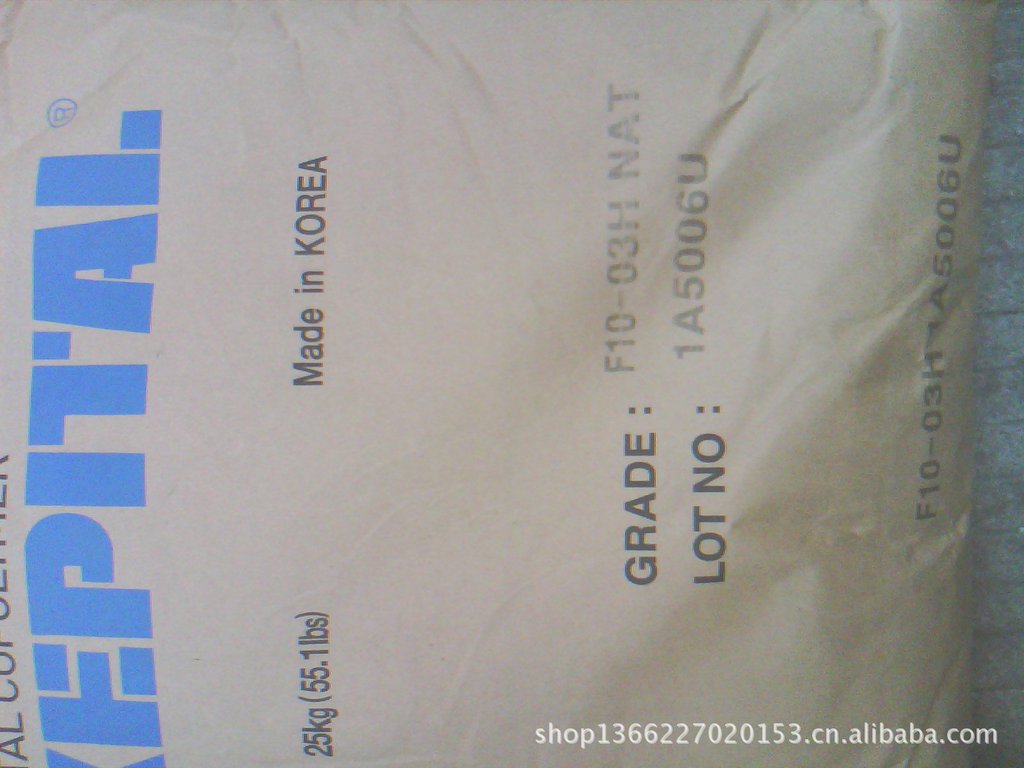 KEPITAL®
25kg(55.1lbs) Made in KOREA
GRADE : F10-03H NAT
LOT NO : 1A5006U
F10-03H 1A5006U
shop1366227020153.cn.alibaba.com